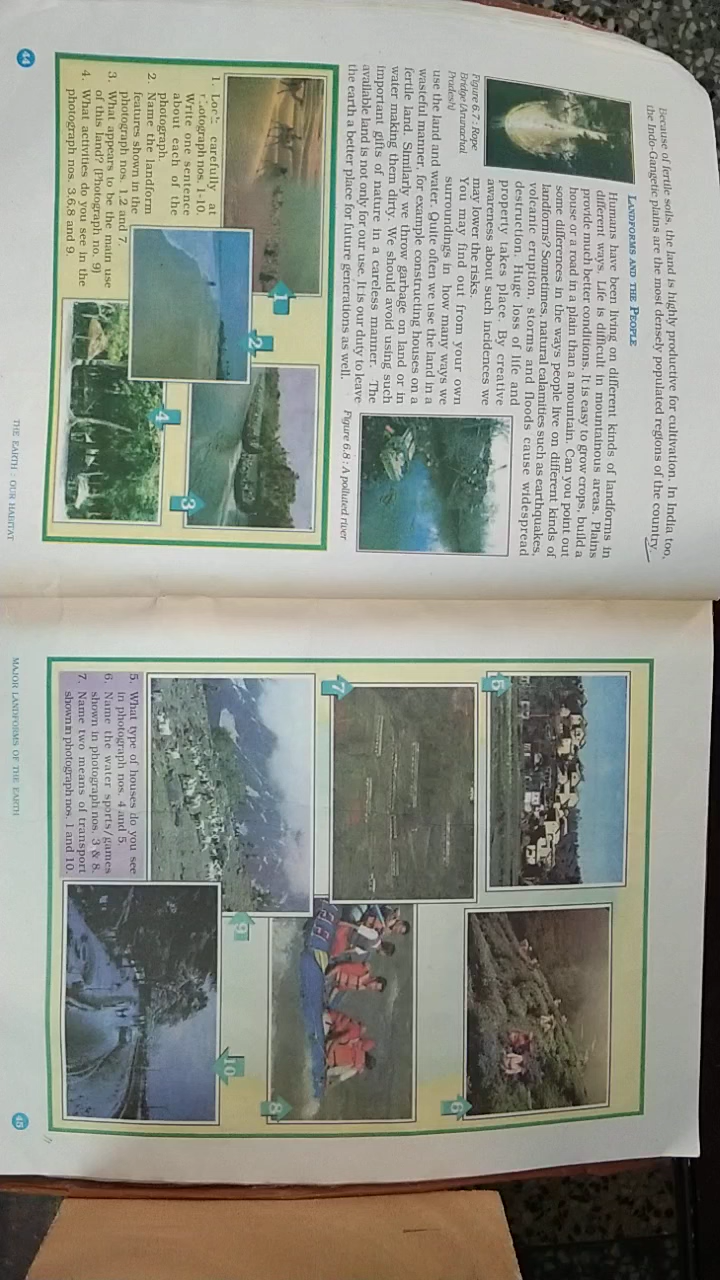 Because of fertile soils, the land is highly productive for cultivation. In India too,
the Indo-Gangetic plains are the most densely populated regions of the country.
LANDFORMS AND THE PEOPLE
Humans have been living on different kinds of landforms in
different ways. Life is difficult in mountainous areas. Plains
provide much better conditions. It is easy to grow crops, build a
house or a road in a plain than a mountain. Can you point out
some differences in the ways people live on different kinds of
landforms? Sometimes, natural calamities such as earthquakes,
volcanic eruption, storms and floods cause widespread
destruction. Huge loss of life and
property takes place. By creative
awareness about such incidences we
may lower the risks.
Figure 6.7 : Rope
Bridge (Arunachal
Pradesh)
You may find out from your own
surroundings in how many ways we
use the land and water. Quite often we use the land in a
wasteful manner, for example constructing houses on a
fertile land. Similarly we throw garbage on land or in
water making them dirty. We should avoid using such
important gifts of nature in a careless manner. The
available land is not only for our use. It is our duty to leave
the earth a better place for future generations as well.
Figure 6.8 : A polluted river
1. carefully at
nos. 1-10.
Write one sentence
about each of the
photograph.
2. Name the landform
features shown in the
photograph nos. 1,2 and 7.
3. What appears to be the main use
of this land? (Photograph no. 9)
4. What activities do you see in the
photograph nos. 3,6,8 and 9.
1
2
3
4
44
THE EARTH : OUR HABITAT
5
6
7
8
9
10
5. What type of houses do you see
in photograph nos. 4 and 5.
6. Name the water sports/games
shown in photograph nos. 3 & 8.
7. Name two means of transport
shown in photograph nos. 1 and 10.
MAJOR LANDFORMS OF THE EARTH
45